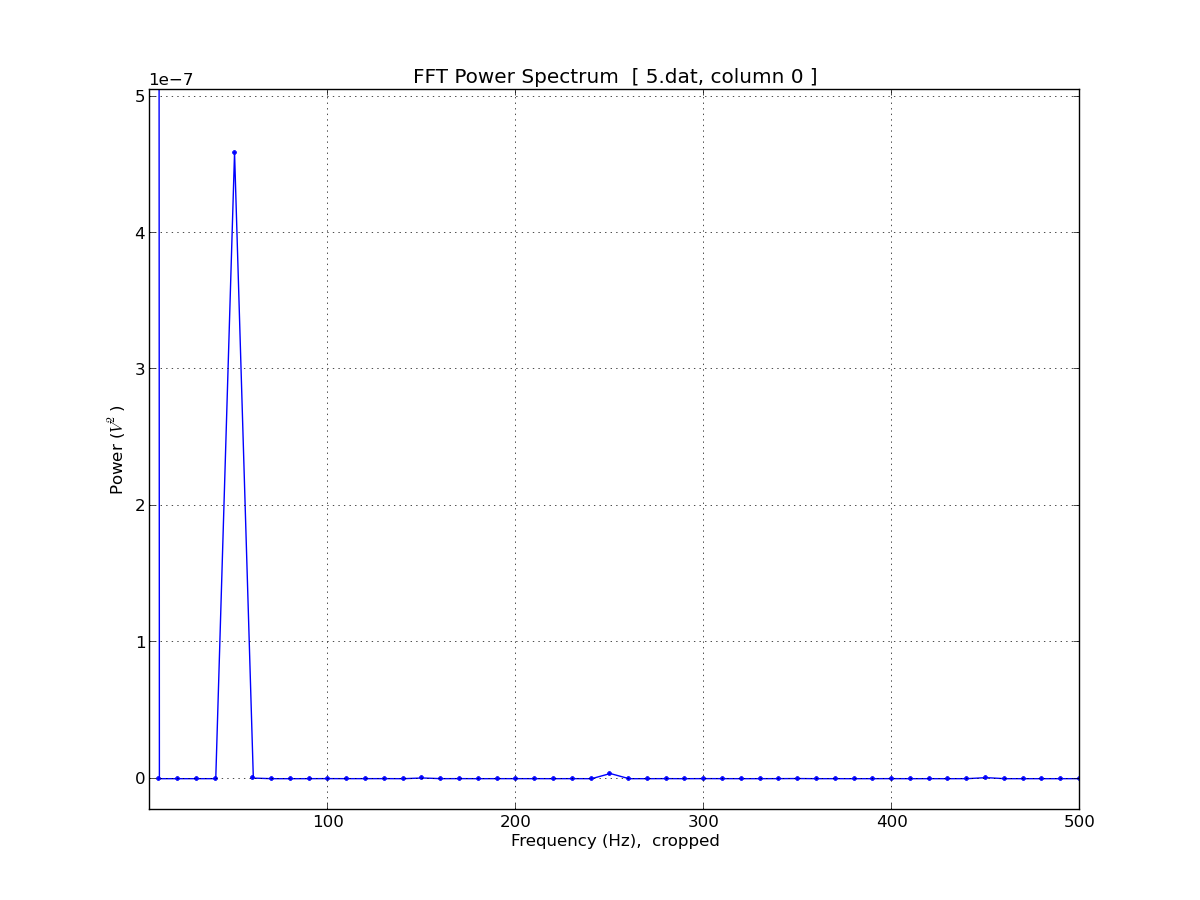 FFT Power Spectrum [ 5.dat, column 0 ]
1e−7
5
4
3
2
1
0
Power (V² )
100 200 300 400 500
Frequency (Hz), cropped